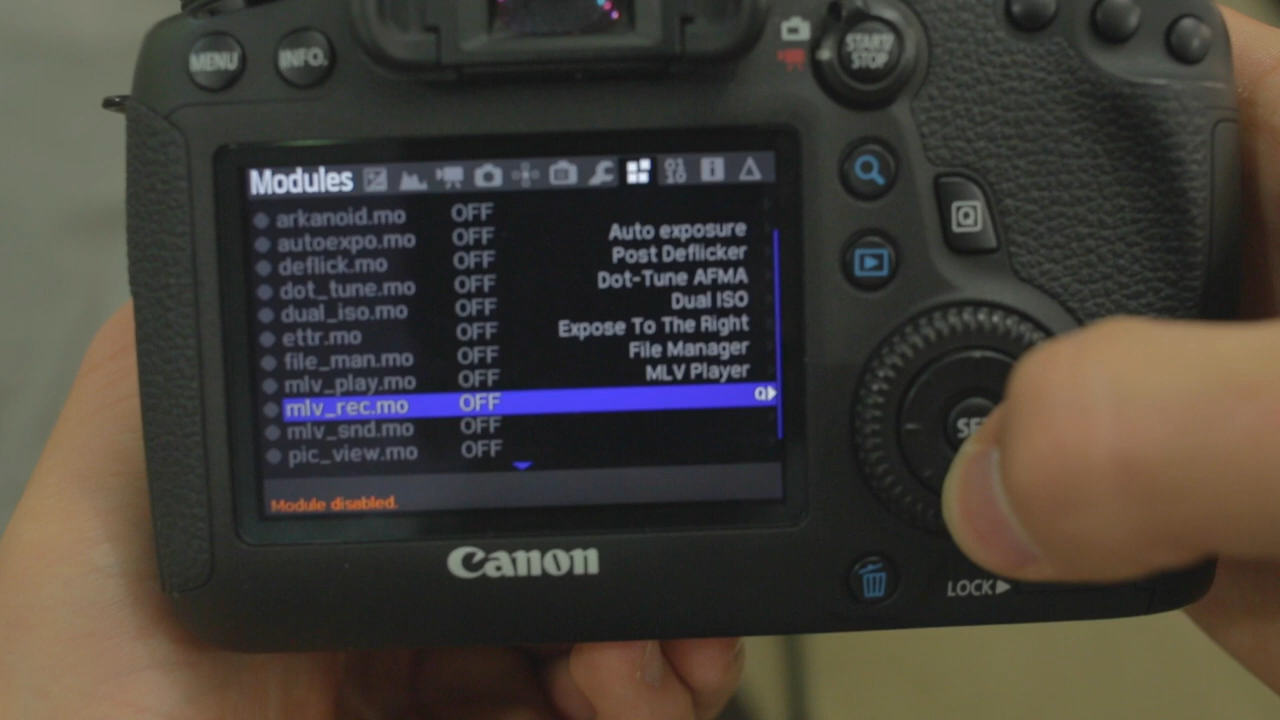 MENU INFO.
START/
STOP
Modules
arkanoid.mo OFF
autoexpo.mo OFF Auto exposure
deflick.mo OFF Post Deflicker
dot_tune.mo OFF Dot-Tune AFMA
dual_iso.mo OFF Dual ISO
ettr.mo OFF Expose To The Right
file_man.mo OFF File Manager
mlv_play.mo OFF MLV Player
mlv_rec.mo OFF Q
mlv_snd.mo OFF
pic_view.mo OFF
Module disabled.
Q
Canon
LOCK